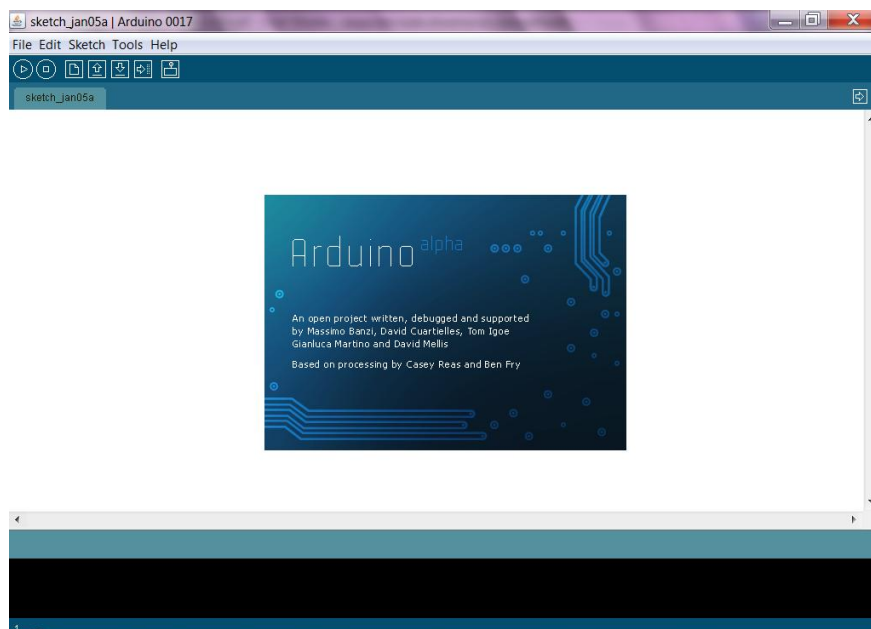 sketch_jan05a | Arduino 0017
File Edit Sketch Tools Help
sketch_jan05a
Arduino alpha
An open project written, debugged and supported
by Massimo Banzi, David Cuartielles, Tom Igoe
Gianluca Martino and David Mellis
Based on processing by Casey Reas and Ben Fry
1